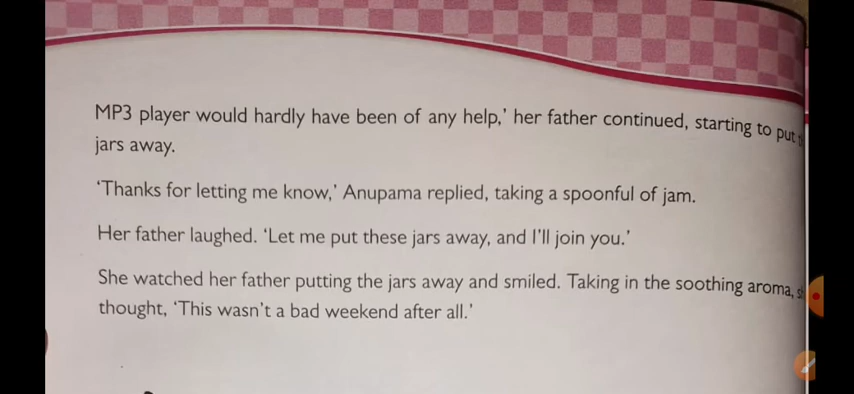 MP3 player would hardly have been of any help,' her father continued, starting to put
jars away.
'Thanks for letting me know,' Anupama replied, taking a spoonful of jam.
Her father laughed. 'Let me put these jars away, and I'll join you.'
She watched her father putting the jars away and smiled. Taking in the soothing aroma,
thought, 'This wasn't a bad weekend after all.'